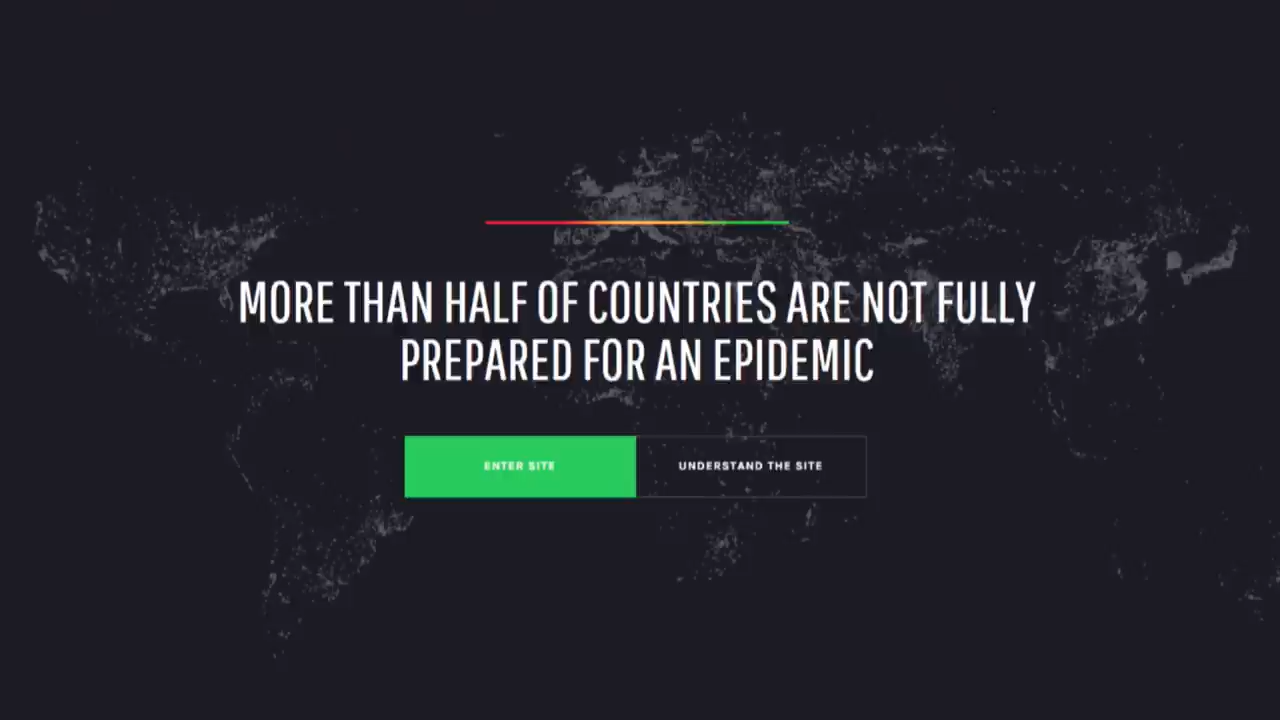 MORE THAN HALF OF COUNTRIES ARE NOT FULLY
PREPARED FOR AN EPIDEMIC
ENTER SITE
UNDERSTAND THE SITE